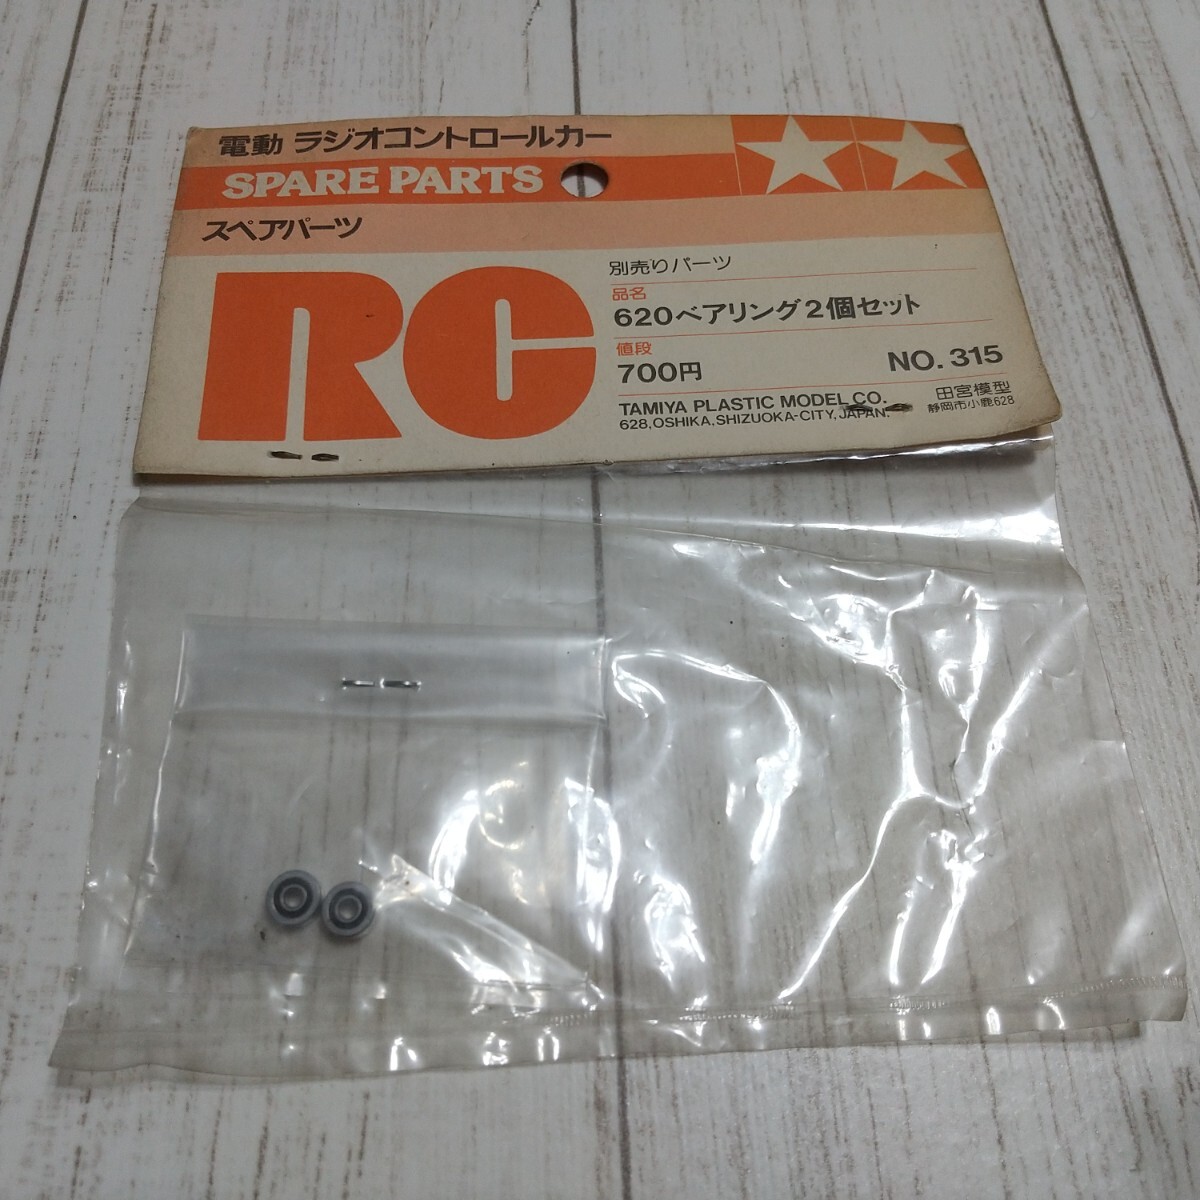 電動 ラジオコントロールカー
SPARE PARTS
スペアパーツ
RC
別売りパーツ
品名
620ベアリング2個セット
値段
700円
NO.315
TAMIYA PLASTIC MODEL CO.
628,OSHIKA,SHIZUOKA-CITY,JAPAN.
田宮模型
静岡市小鹿628